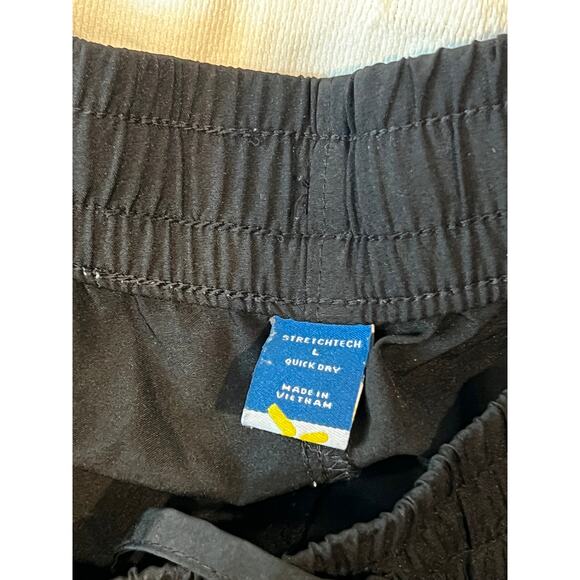 STRETCHTECH
L
QUICK DRY
MADE IN
VIETNAM